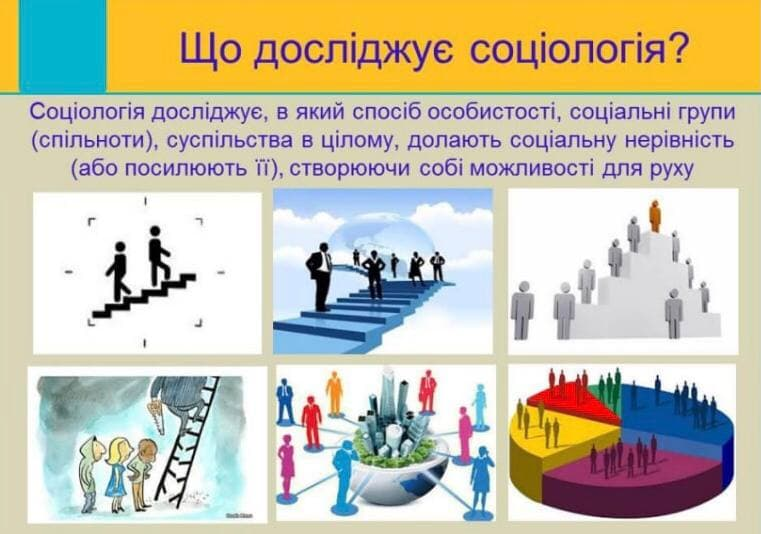 Що досліджує соціологія?
Соціологія досліджує, в який спосіб особистості, соціальні групи
(спільноти), суспільства в цілому, долають соціальну нерівність
(або посилюють її), створюючи собі можливості для руху